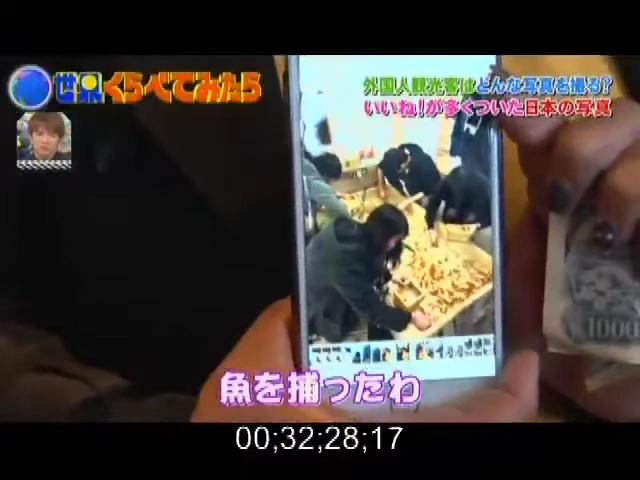 世界くらべてみたら
外国人観光客はどんな写真を撮る?
いいね!が多くついた日本の写真
1000
魚を捕ったわ
00;32;28;17